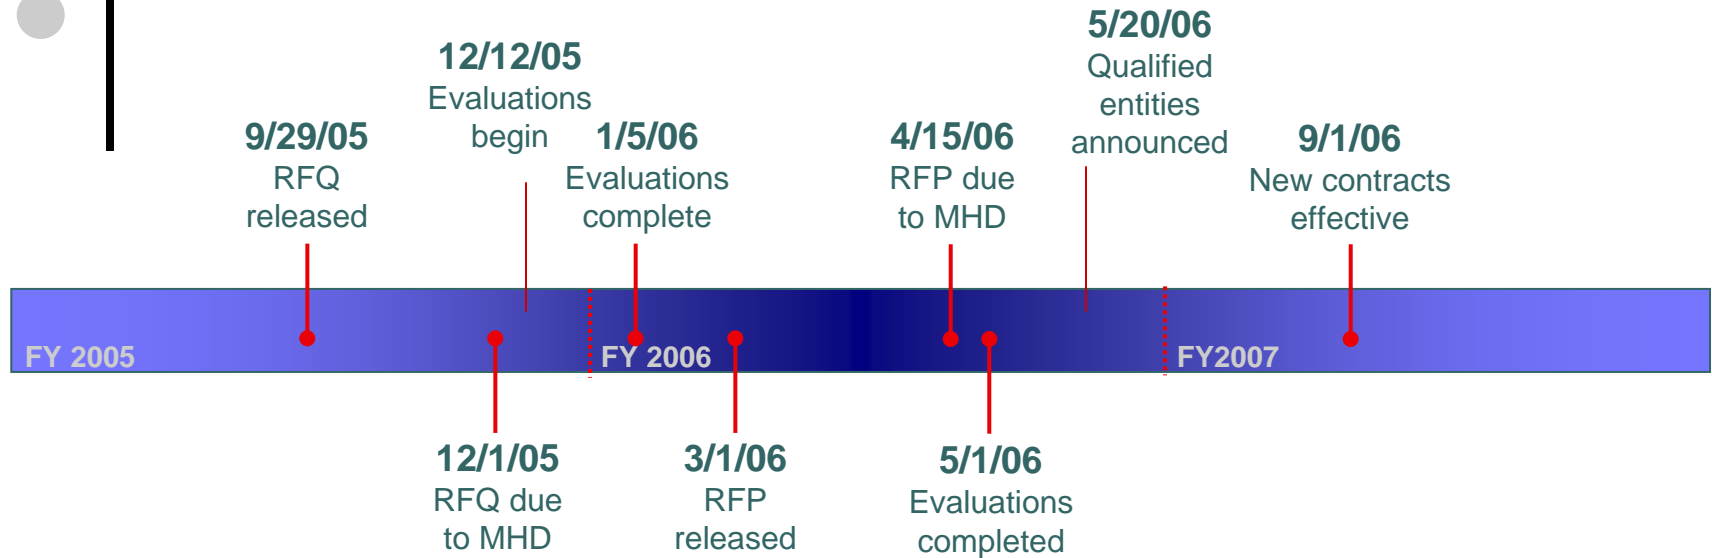 9/29/05
RFQ
released
12/12/05
Evaluations
begin
1/5/06
Evaluations
complete
4/15/06
RFP due
to MHD
5/20/06
Qualified
entities
announced
9/1/06
New contracts
effective
FY 2005
FY 2006
FY2007
12/1/05
RFQ due
to MHD
3/1/06
RFP
released
5/1/06
Evaluations
completed